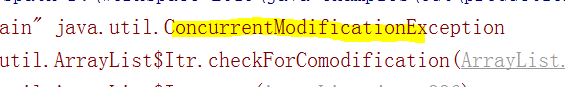 ain" java.util.ConcurrentModificationException
util.ArrayList$Itr.checkForComodification(ArrayList.